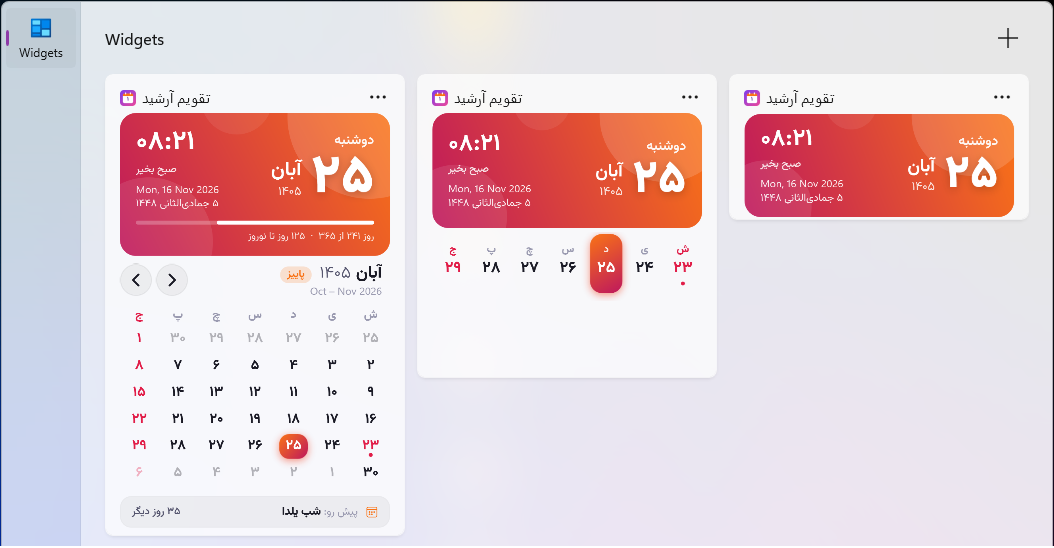 Widgets
Widgets
تقویم آرشید
دوشنبه
۲۵ آبان
۱۴۰۵
۰۸:۲۱
صبح بخیر
Mon, 16 Nov 2026
۵ جمادی‌الثانی ۱۴۴۸
روز ۲۴۱ از ۳۶۵ · ۱۲۵ روز تا نوروز
آبان ۱۴۰۵ پاییز
Oct – Nov 2026
ش ی د س چ پ ج
۲۵ ۲۶ ۲۷ ۲۸ ۲۹ ۳۰ ۱
۲ ۳ ۴ ۵ ۶ ۷ ۸
۹ ۱۰ ۱۱ ۱۲ ۱۳ ۱۴ ۱۵
۱۶ ۱۷ ۱۸ ۱۹ ۲۰ ۲۱ ۲۲
۲۳ ۲۴ ۲۵ ۲۶ ۲۷ ۲۸ ۲۹
۳۰ ۱ ۲ ۳ ۴ ۵ ۶
پیش رو: شب یلدا ۳۵ روز دیگر
تقویم آرشید
دوشنبه
۲۵ آبان
۱۴۰۵
۰۸:۲۱
صبح بخیر
Mon, 16 Nov 2026
۵ جمادی‌الثانی ۱۴۴۸
ش ی د س چ پ ج
۲۳ ۲۴ ۲۵ ۲۶ ۲۷ ۲۸ ۲۹
تقویم آرشید
دوشنبه
۲۵ آبان
۱۴۰۵
۰۸:۲۱
صبح بخیر
Mon, 16 Nov 2026
۵ جمادی‌الثانی ۱۴۴۸